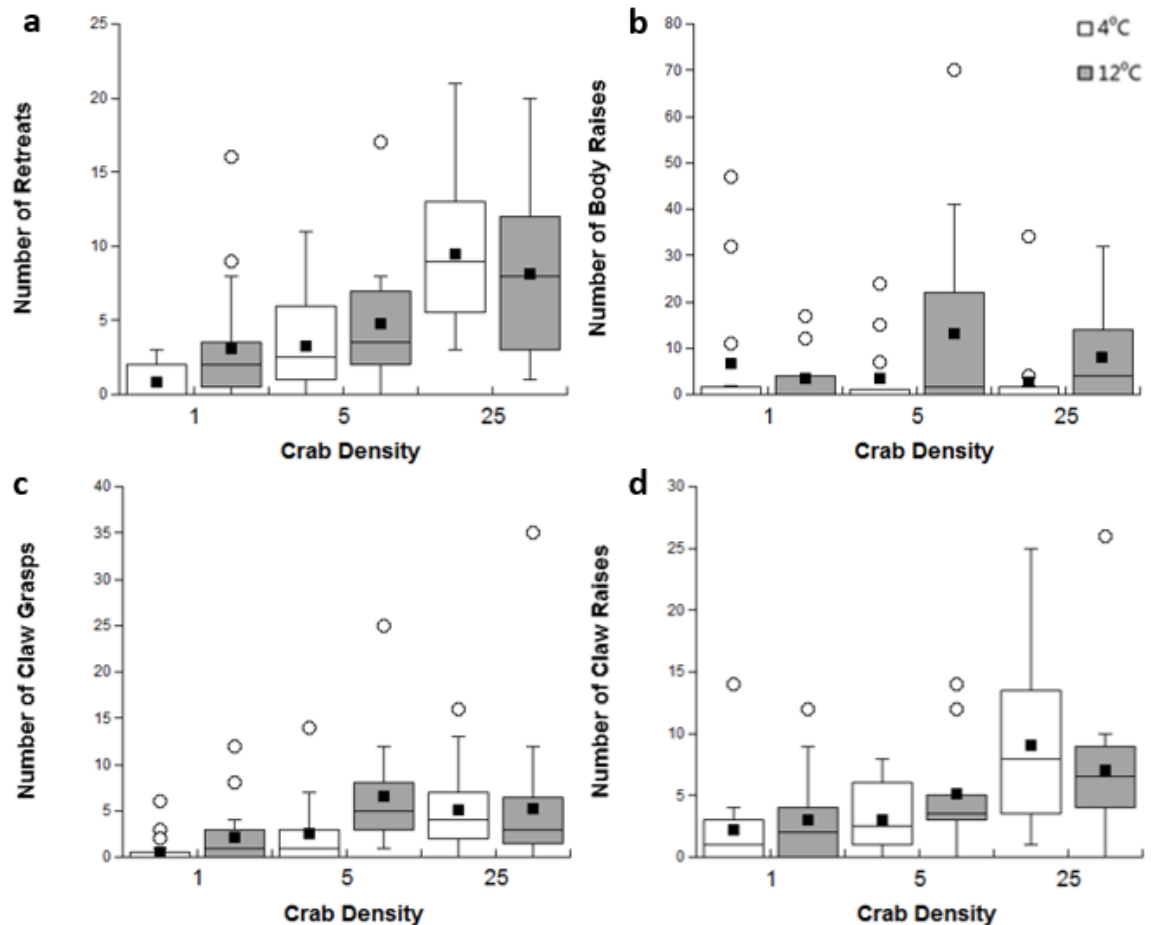 a
25
20
15
10
5
0
Number of Retreats
1 5 25
Crab Density
b
80
70
60
50
40
30
20
10
0
Number of Body Raises
4°C
12°C
1 5 25
Crab Density
c
40
35
30
25
20
15
10
5
0
Number of Claw Grasps
1 5 25
Crab Density
d
30
25
20
15
10
5
0
Number of Claw Raises
1 5 25
Crab Density